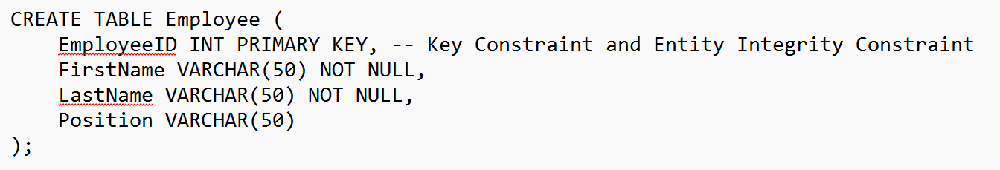 CREATE TABLE Employee (
    EmployeeID INT PRIMARY KEY, -- Key Constraint and Entity Integrity Constraint
    FirstName VARCHAR(50) NOT NULL,
    LastName VARCHAR(50) NOT NULL,
    Position VARCHAR(50)
);